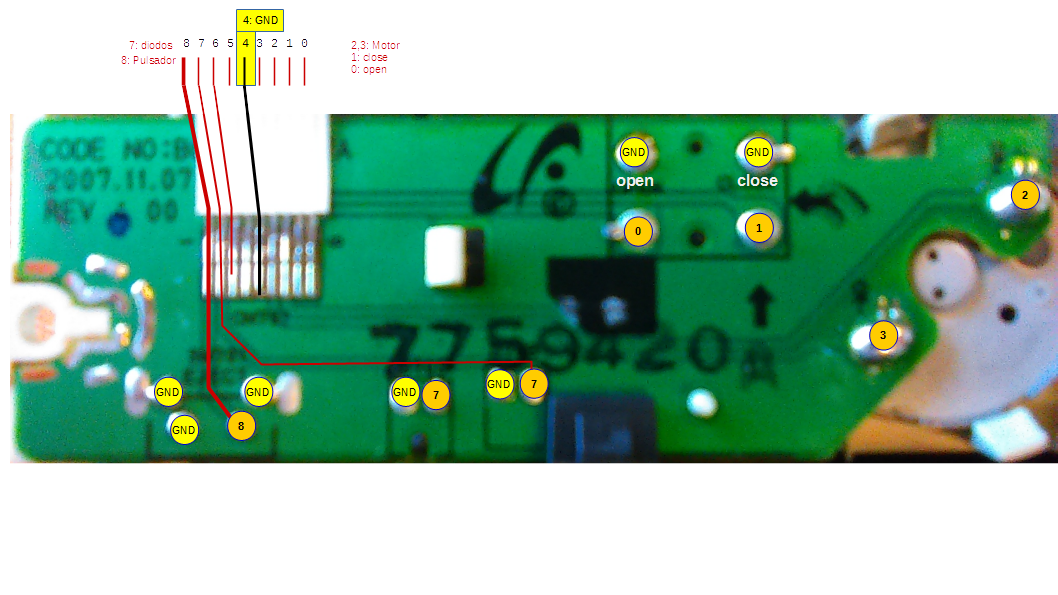 4: GND
7: diodos 8 7 6 5 4 3 2 1 0 2,3: Motor
8: Pulsador 1: close
0: open
CODE NO:B
2007.11.07
REV 00
GND GND
open close
2
0 1
3
7759420
GND GND GND 7 GND 7
GND 8